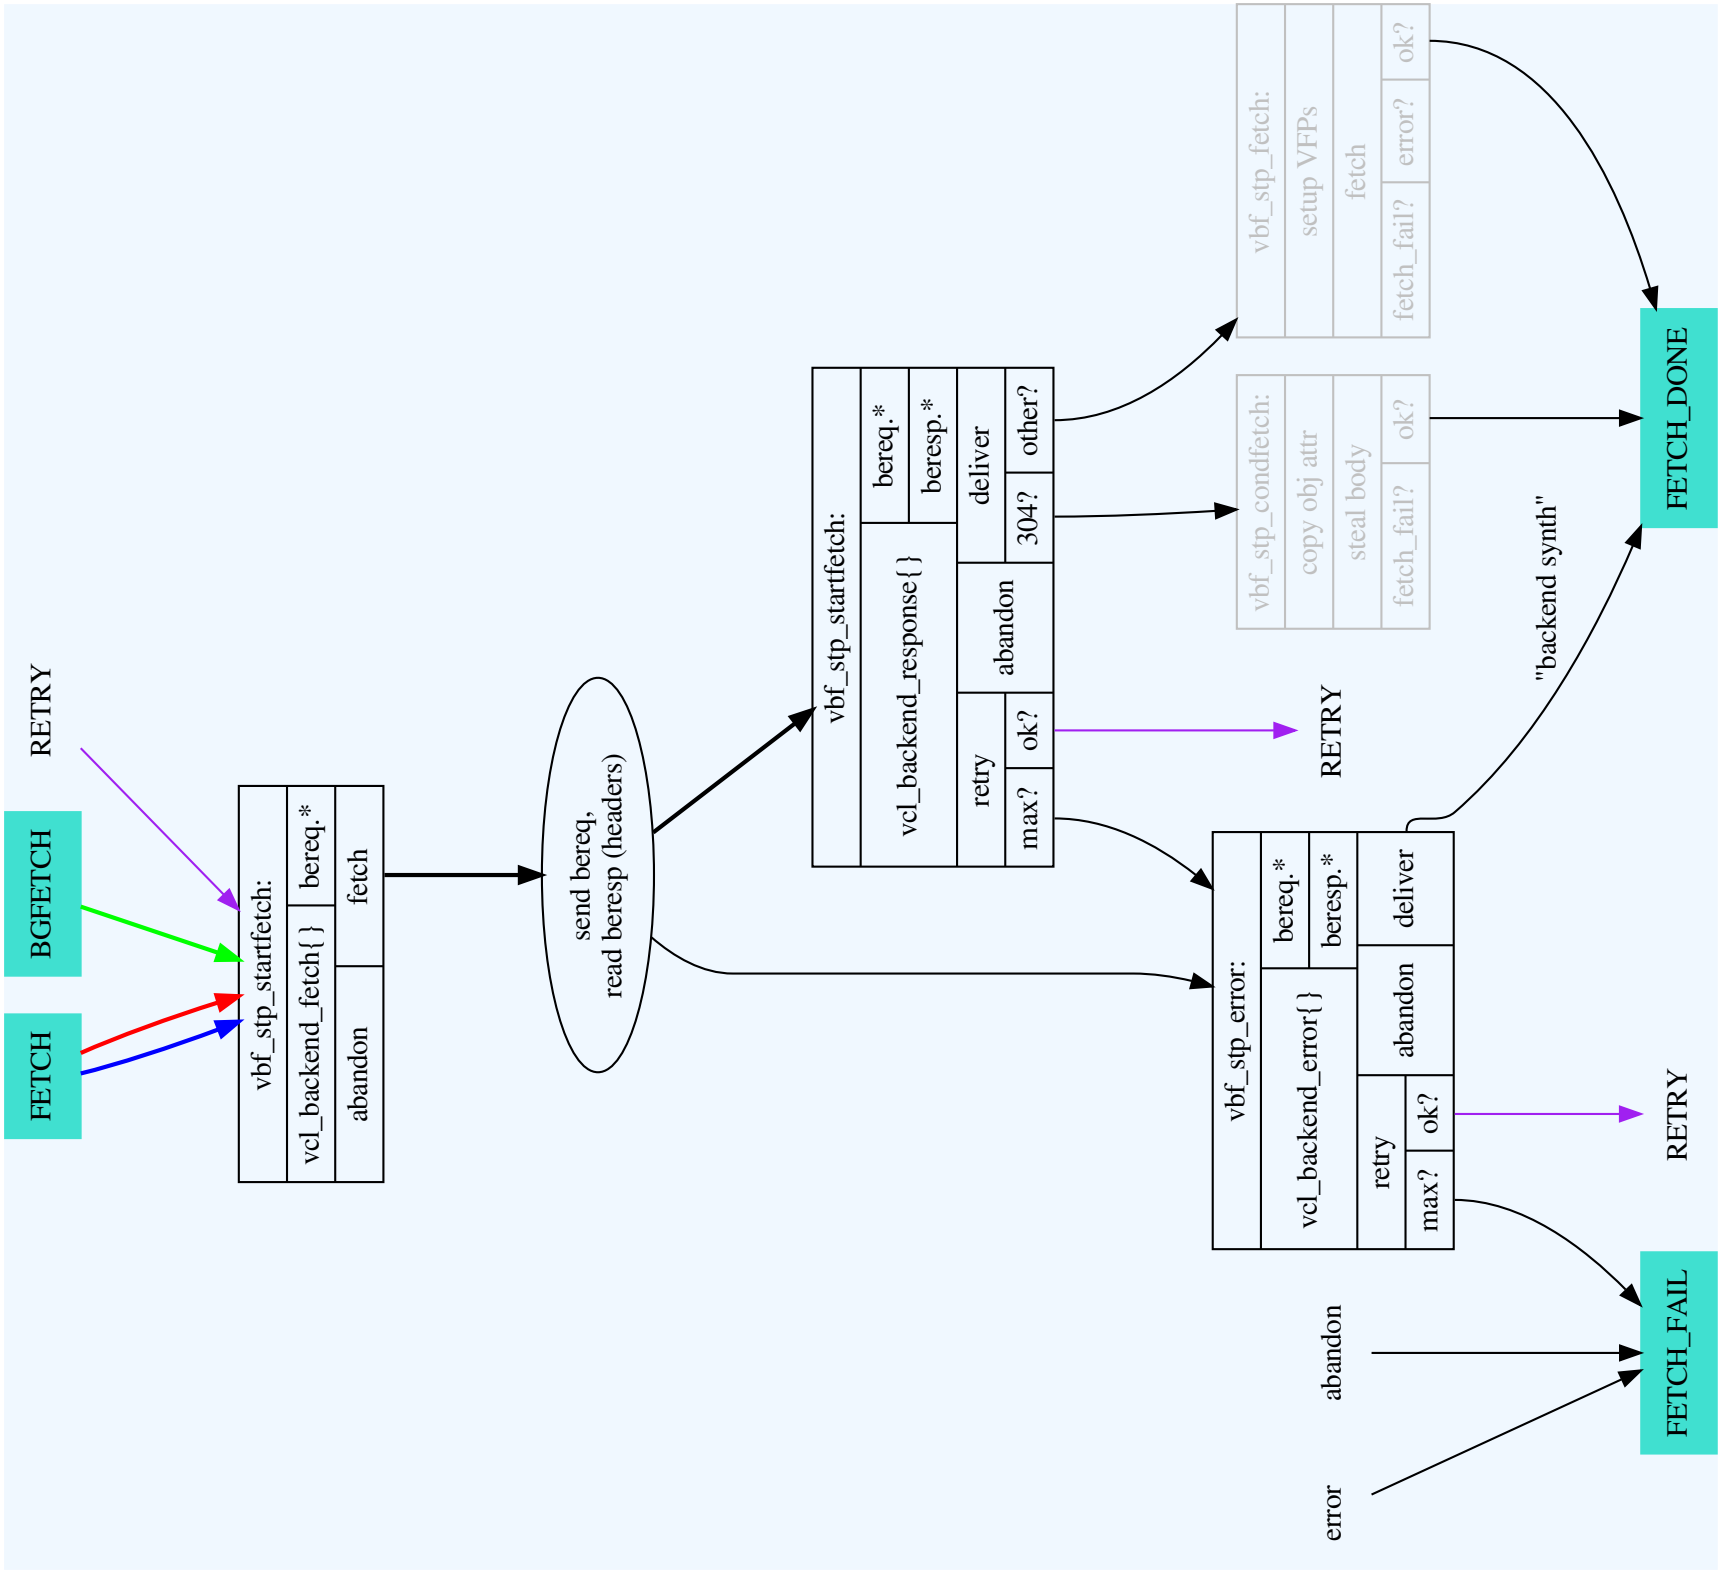 FETCH
BGFETCH
RETRY
vbf_stp_startfetch:
vcl_backend_fetch{}
bereq.*
abandon
fetch
send bereq,
read beresp (headers)
vbf_stp_startfetch:
vcl_backend_response{}
bereq.*
beresp.*
retry
max?
ok?
abandon
deliver
304?
other?
vbf_stp_error:
vcl_backend_error{}
bereq.*
beresp.*
retry
max?
ok?
abandon
deliver
vbf_stp_condfetch:
copy obj attr
steal body
fetch_fail?
ok?
vbf_stp_fetch:
setup VFPs
fetch
fetch_fail?
error?
ok?
error
abandon
RETRY
"backend synth"
FETCH_FAIL
RETRY
FETCH_DONE